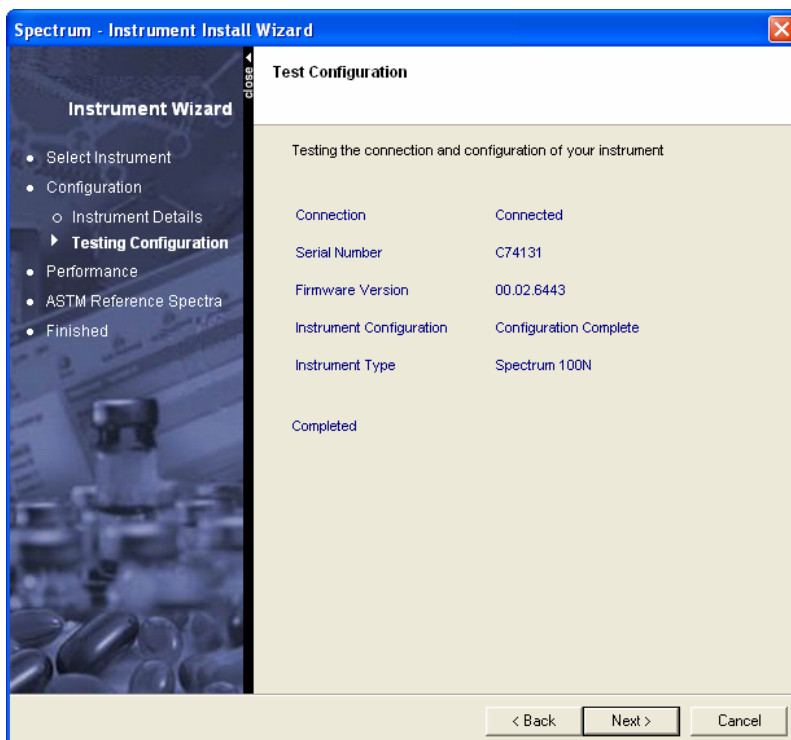 Spectrum - Instrument Install Wizard
close
Instrument Wizard
Select Instrument
Configuration
Instrument Details
Testing Configuration
Performance
ASTM Reference Spectra
Finished
Test Configuration
Testing the connection and configuration of your instrument
Connection Connected
Serial Number C74131
Firmware Version 00.02.6443
Instrument Configuration Configuration Complete
Instrument Type Spectrum 100N
Completed
< Back Next > Cancel